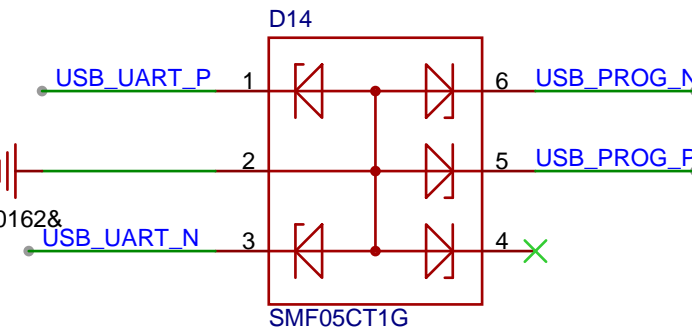 D14
USB_UART_P 1 6 USB_PROG_N
2 5 USB_PROG_P
0162&
USB_UART_N 3 4
SMF05CT1G